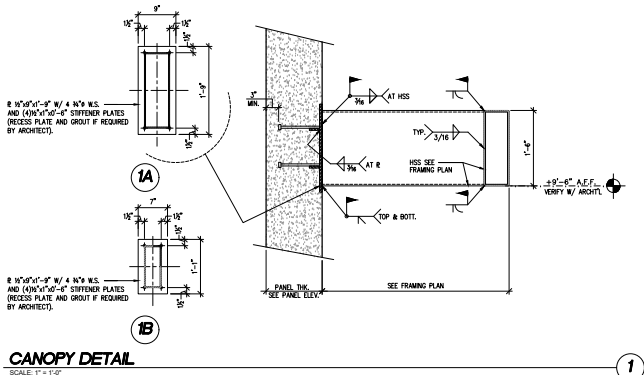 9"
1½" 1½"
1½"
1'-9"
1½"
℄ ½"x9"x1'-9" W/ 4 ¾"ø W.S.
AND (4)½"x1"x0'-6" STIFFENER PLATES
(RECESS PLATE AND GROUT IF REQUIRED
BY ARCHITECT).
1A
7"
1½" 1½"
1½"
1'-1"
1½"
℄ ½"x9"x1'-9" W/ 4 ¾"ø W.S.
AND (4)½"x1"x0'-6" STIFFENER PLATES
(RECESS PLATE AND GROUT IF REQUIRED
BY ARCHITECT).
1B
3"
MIN.
3/16 AT HSS
TYP. 3/16
3/16 AT ℄
HSS SEE
FRAMING PLAN
1'-6"
TOP & BOTT.
+9'-6" A.F.F.
VERIFY W/ ARCHT'L
PANEL THK.
SEE PANEL ELEV.
SEE FRAMING PLAN
CANOPY DETAIL
SCALE: 1" = 1'-0"
1